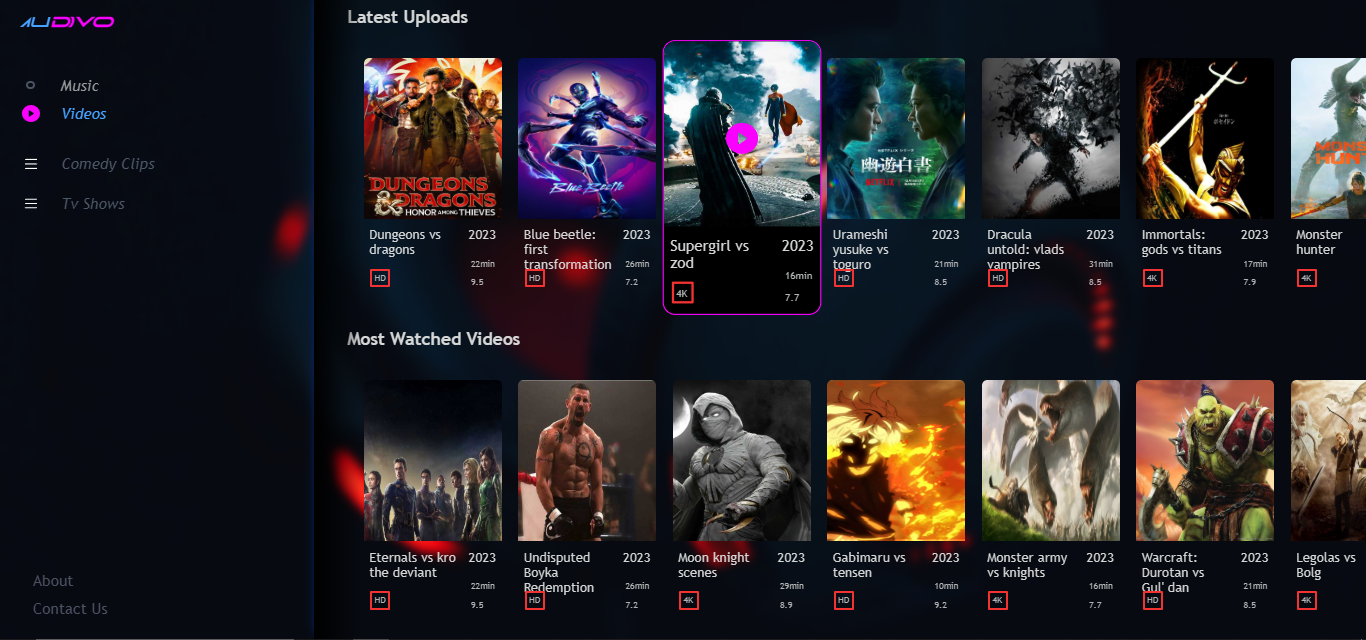 AUDIVO
Music
Videos
Comedy Clips
Tv Shows
About
Contact Us
Latest Uploads
DUNGEONS
& DRAGONS
HONOR AMONG THIEVES
Dungeons vs
dragons
2023
22min
HD
9.5
Blue Beetle
Blue beetle:
first
transformation
2023
26min
HD
7.2
Supergirl vs
zod
2023
16min
4K
7.7
NETFLIX シリーズ
幽遊白書
NETFLIX
Urameshi
yusuke vs
toguro
2023
21min
HD
8.5
Dracula
untold: vlads
vampires
2023
31min
HD
8.5
Immortals:
gods vs titans
2023
17min
4K
7.9
Monster
hunter
4K
Most Watched Videos
Eternals vs kro
the deviant
2023
22min
HD
9.5
Undisputed
Boyka
Redemption
2023
26min
HD
7.2
Moon knight
scenes
2023
29min
4K
8.9
Gabimaru vs
tensen
2023
10min
HD
9.2
Monster army
vs knights
2023
16min
4K
7.7
Warcraft:
Durotan vs
Gul' dan
2023
21min
HD
8.5
Legolas vs
Bolg
4K